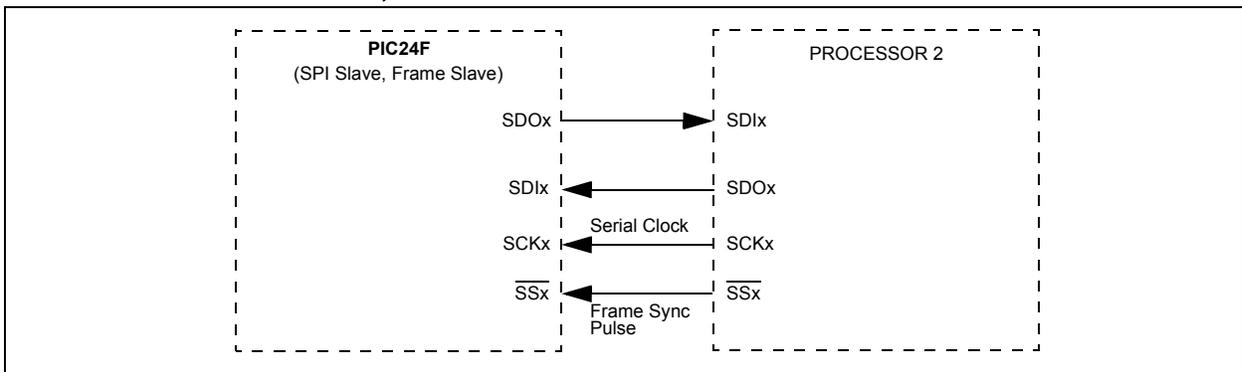 PIC24F
(SPI Slave, Frame Slave)
PROCESSOR 2
SDOx
SDIx
SDIx
SDOx
Serial Clock
SCKx
SCKx
SSx
SSx
Frame Sync
Pulse